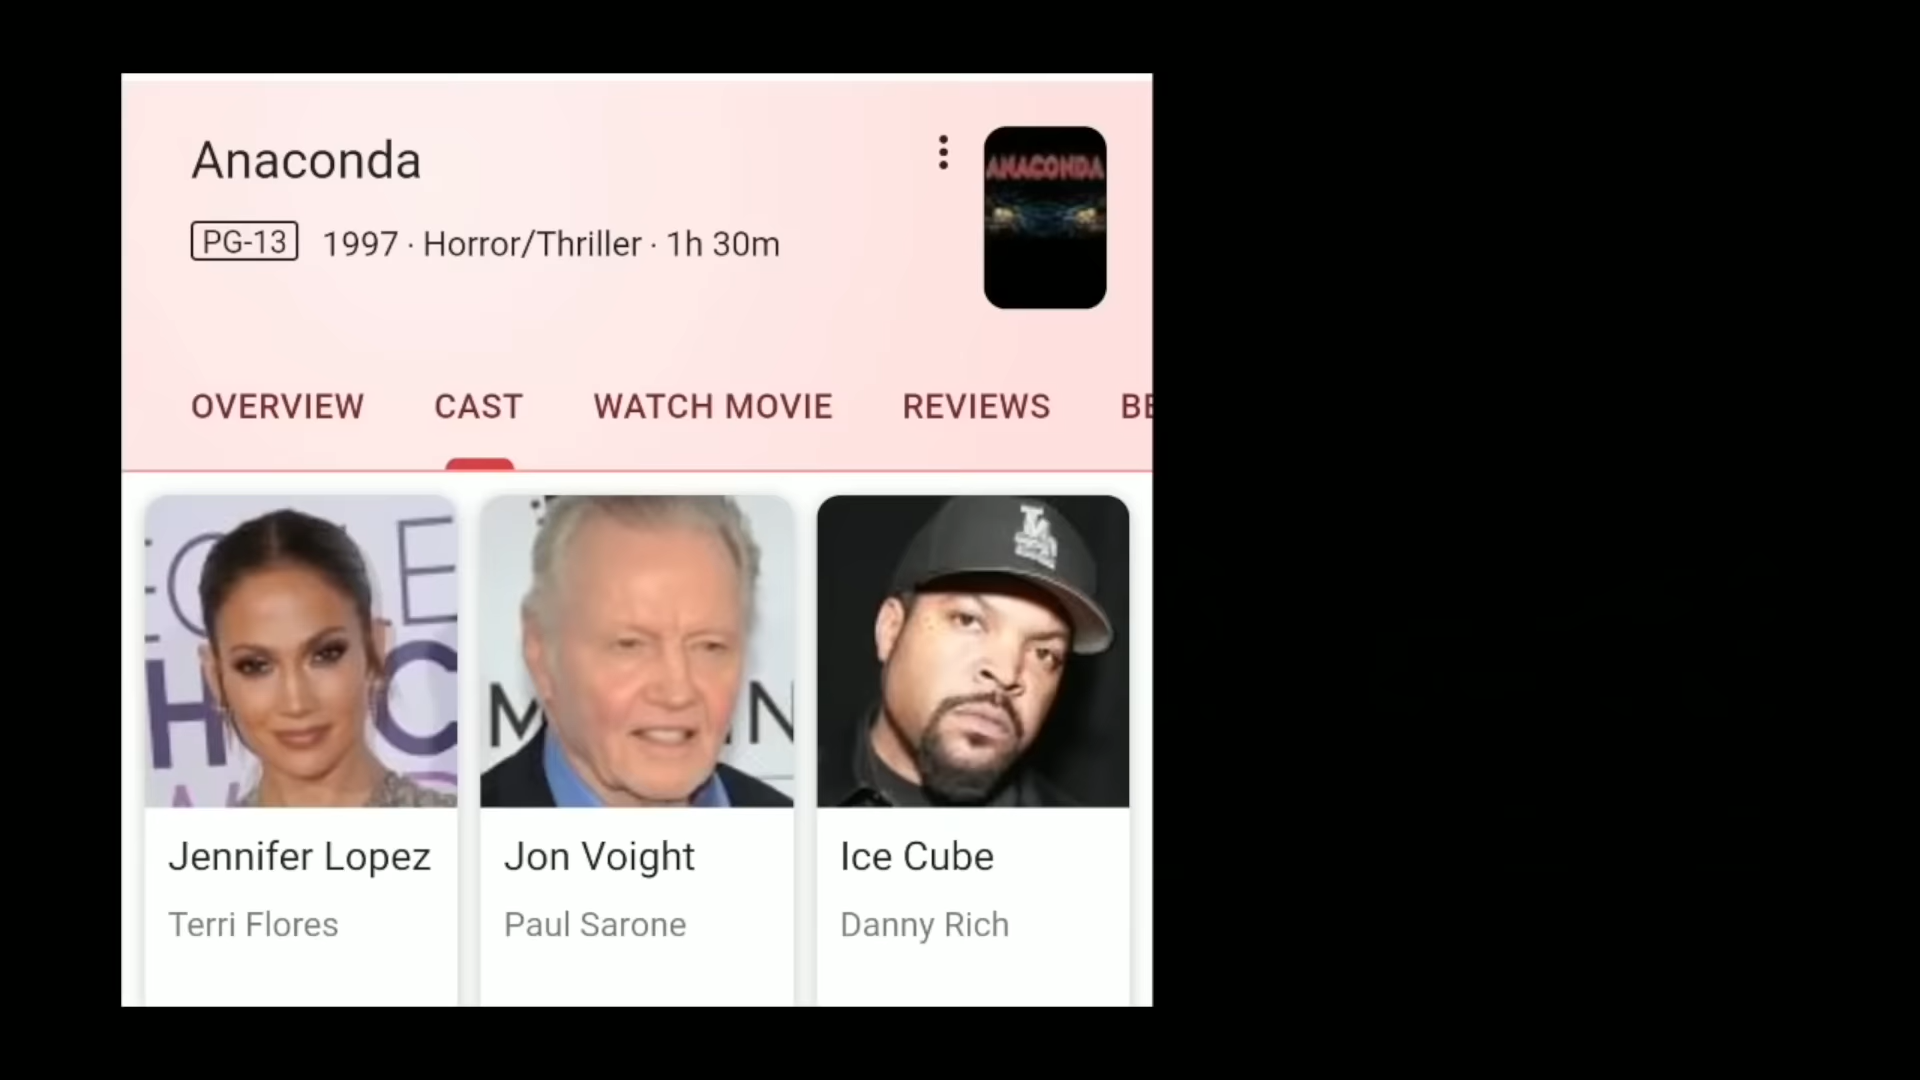 Anaconda
ANACONDA
PG-13 1997 · Horror/Thriller · 1h 30m
OVERVIEW CAST WATCH MOVIE REVIEWS BE
Jennifer Lopez Jon Voight Ice Cube
Terri Flores Paul Sarone Danny Rich